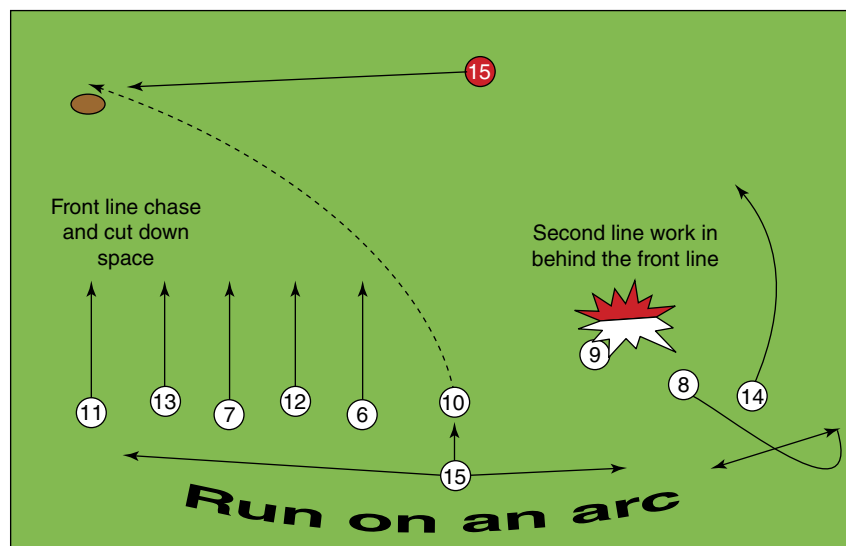 15
Front line chase
and cut down
space
Second line work in
behind the front line
9
8
14
11
13
7
12
6
10
15
Run on an arc